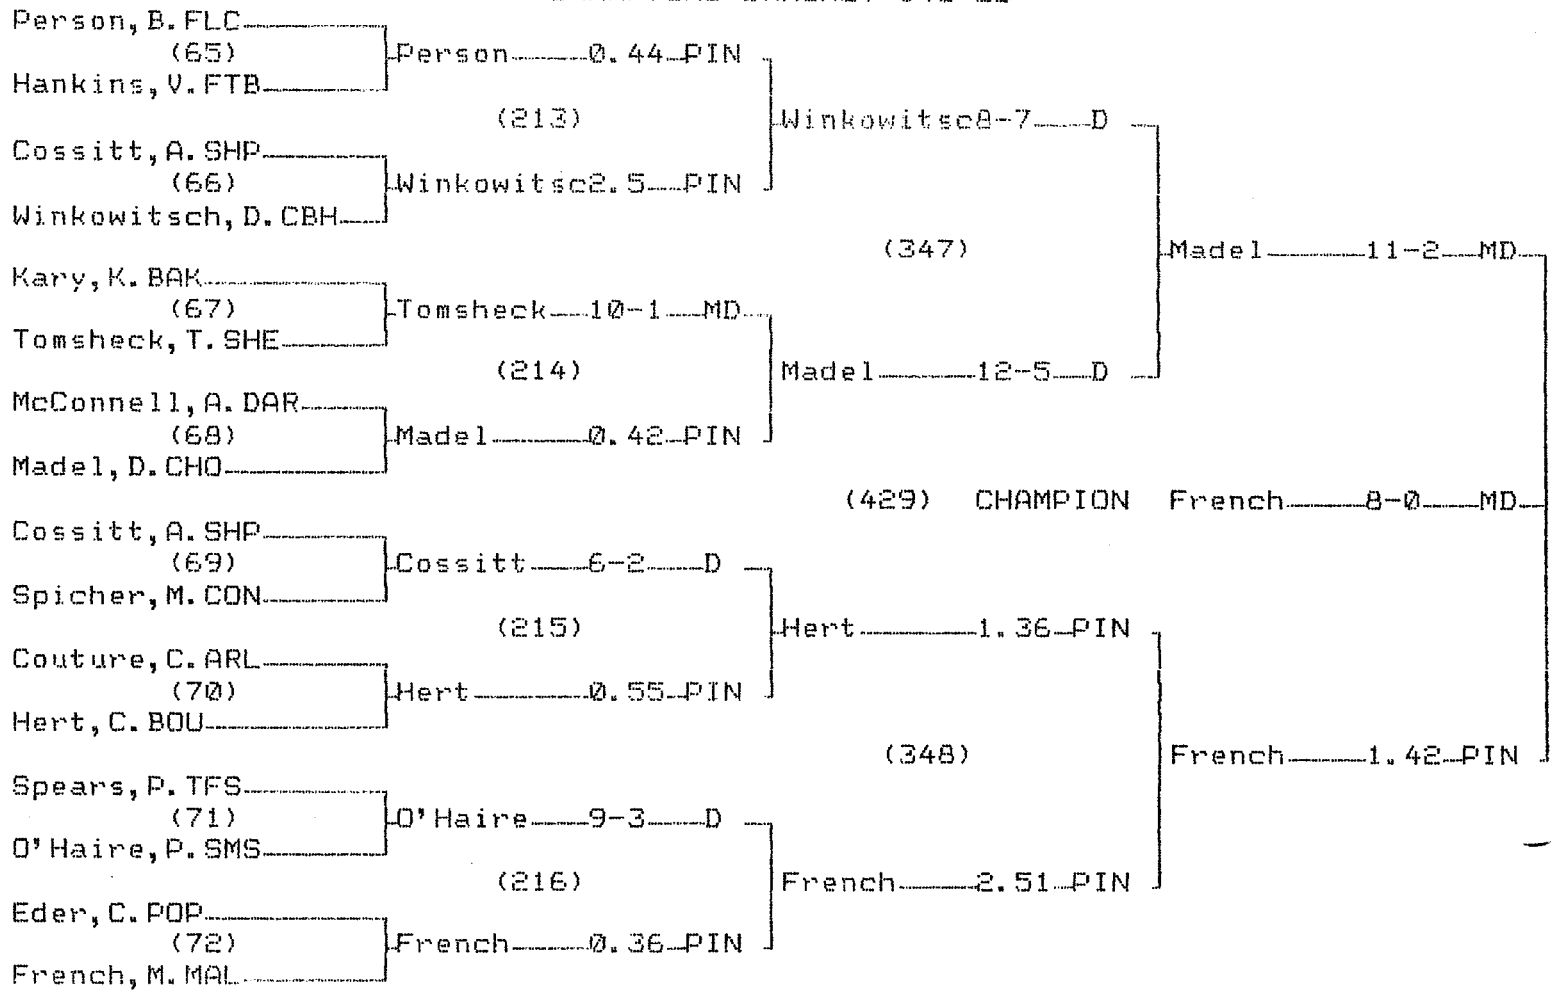 Person, B. FLC
(65) Person 0.44 PIN
Hankins, V. FTB
(213) Winkowitsc8-7 D
Cossitt, A. SHP
(66) Winkowitsc2.5 PIN
Winkowitsch, D. CBH
(347) Madel 11-2 MD
Kary, K. BAK
(67) Tomsheck 10-1 MD
Tomsheck, T. SHE
(214) Madel 12-5 D
McConnell, A. DAR
(68) Madel 0.42 PIN
Madel, D. CHO
(429) CHAMPION French 8-0 MD
Cossitt, A. SHP
(69) Cossitt 6-2 D
Spicher, M. CON
(215) Hert 1.36 PIN
Couture, C. ARL
(70) Hert 0.55 PIN
Hert, C. BOU
(348) French 1.42 PIN
Spears, P. TFS
(71) O'Haire 9-3 D
O'Haire, P. SMS
(216) French 2.51 PIN
Eder, C. POP
(72) French 0.36 PIN
French, M. MAL